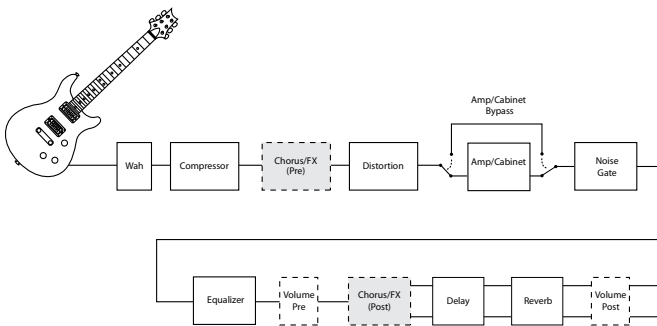 Amp/Cabinet
Bypass
Wah
Compressor
Chorus/FX
(Pre)
Distortion
Amp/Cabinet
Noise
Gate
Equalizer
Volume
Pre
Chorus/FX
(Post)
Delay
Reverb
Volume
Post